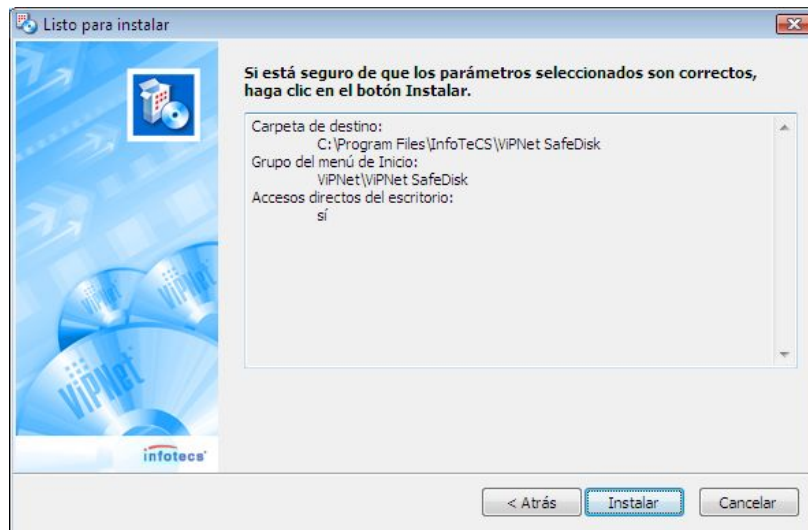 Listo para instalar
Si está seguro de que los parámetros seleccionados son correctos,
haga clic en el botón Instalar.
Carpeta de destino:
C:\Program Files\InfoTeCS\ViPNet SafeDisk
Grupo del menú de Inicio:
ViPNet\ViPNet SafeDisk
Accesos directos del escritorio:
sí
ViPNet
ViPNet
ViPNet
infotecs
< Atrás
Instalar
Cancelar